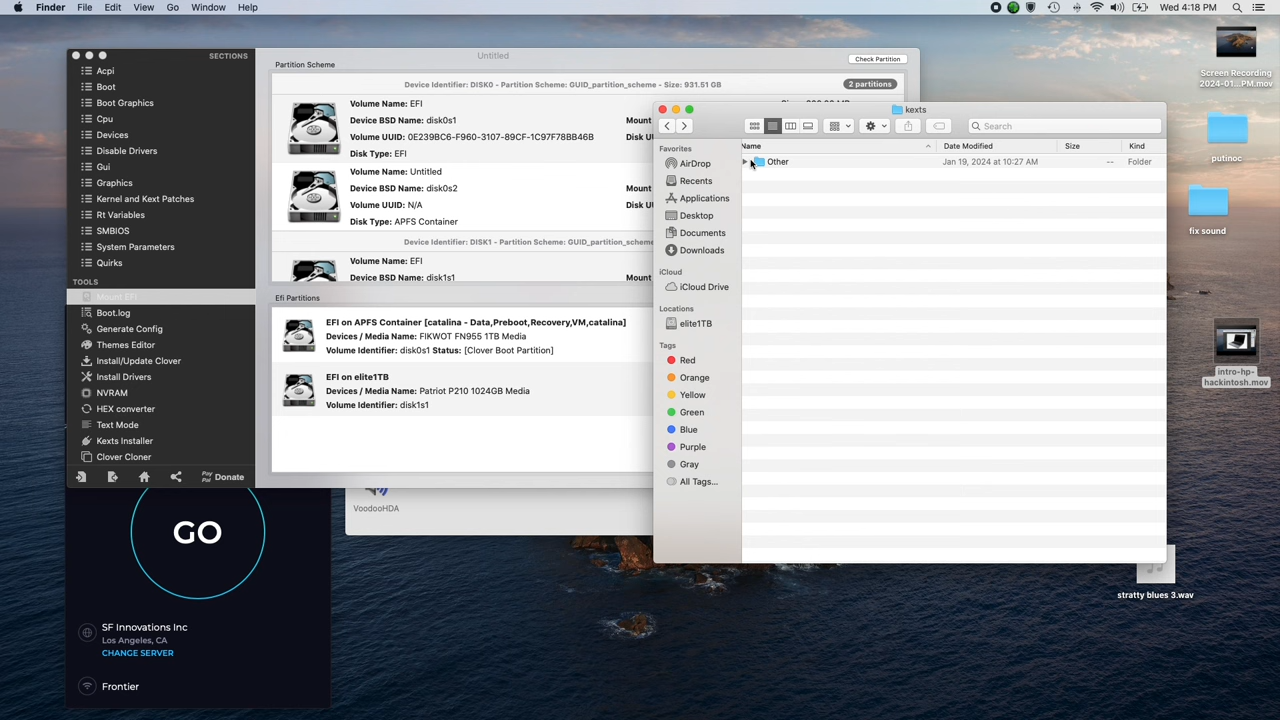 Finder File Edit View Go Window Help
Wed 4:18 PM
SECTIONS
Acpi
Boot
Boot Graphics
Cpu
Devices
Disable Drivers
Gui
Graphics
Kernel and Kext Patches
Rt Variables
SMBIOS
System Parameters
Quirks
TOOLS
Mount EFI
Boot.log
Generate Config
Themes Editor
Install/Update Clover
Install Drivers
NVRAM
HEX converter
Text Mode
Kexts Installer
Clover Cloner
Pay Pal Donate
Untitled
Partition Scheme
Check Partition
Device Identifier: DISK0 - Partition Scheme: GUID_partition_scheme - Size: 931.51 GB
2 partitions
Volume Name: EFI
Device BSD Name: disk0s1
Mount
Volume UUID: 0E239BC6-F960-3107-89CF-1C97F78BB46B
Disk U
Disk Type: EFI
Volume Name: Untitled
Device BSD Name: disk0s2
Mount
Volume UUID: N/A
Disk U
Disk Type: APFS Container
Device Identifier: DISK1 - Partition Scheme: GUID_partition_scheme
Volume Name: EFI
Device BSD Name: disk1s1
Mount
Efi Partitions
EFI on APFS Container [catalina - Data,Preboot,Recovery,VM,catalina]
Devices / Media Name: FIKWOT FN955 1TB Media
Volume Identifier: disk0s1 Status: [Clover Boot Partition]
EFI on elite1TB
Devices / Media Name: Patriot P210 1024GB Media
Volume Identifier: disk1s1
VoodooHDA
GO
SF Innovations Inc
Los Angeles, CA
CHANGE SERVER
Frontier
kexts
Search
Favorites
AirDrop
Recents
Applications
Desktop
Documents
Downloads
iCloud
iCloud Drive
Locations
elite1TB
Tags
Red
Orange
Yellow
Green
Blue
Purple
Gray
All Tags...
Name
Date Modified
Size
Kind
Other
Jan 19, 2024 at 10:27 AM
--
Folder
Screen Recording
2024-01...PM.mov
putinoc
fix sound
intro-hp-
hackintosh.mov
stratty blues 3.wav